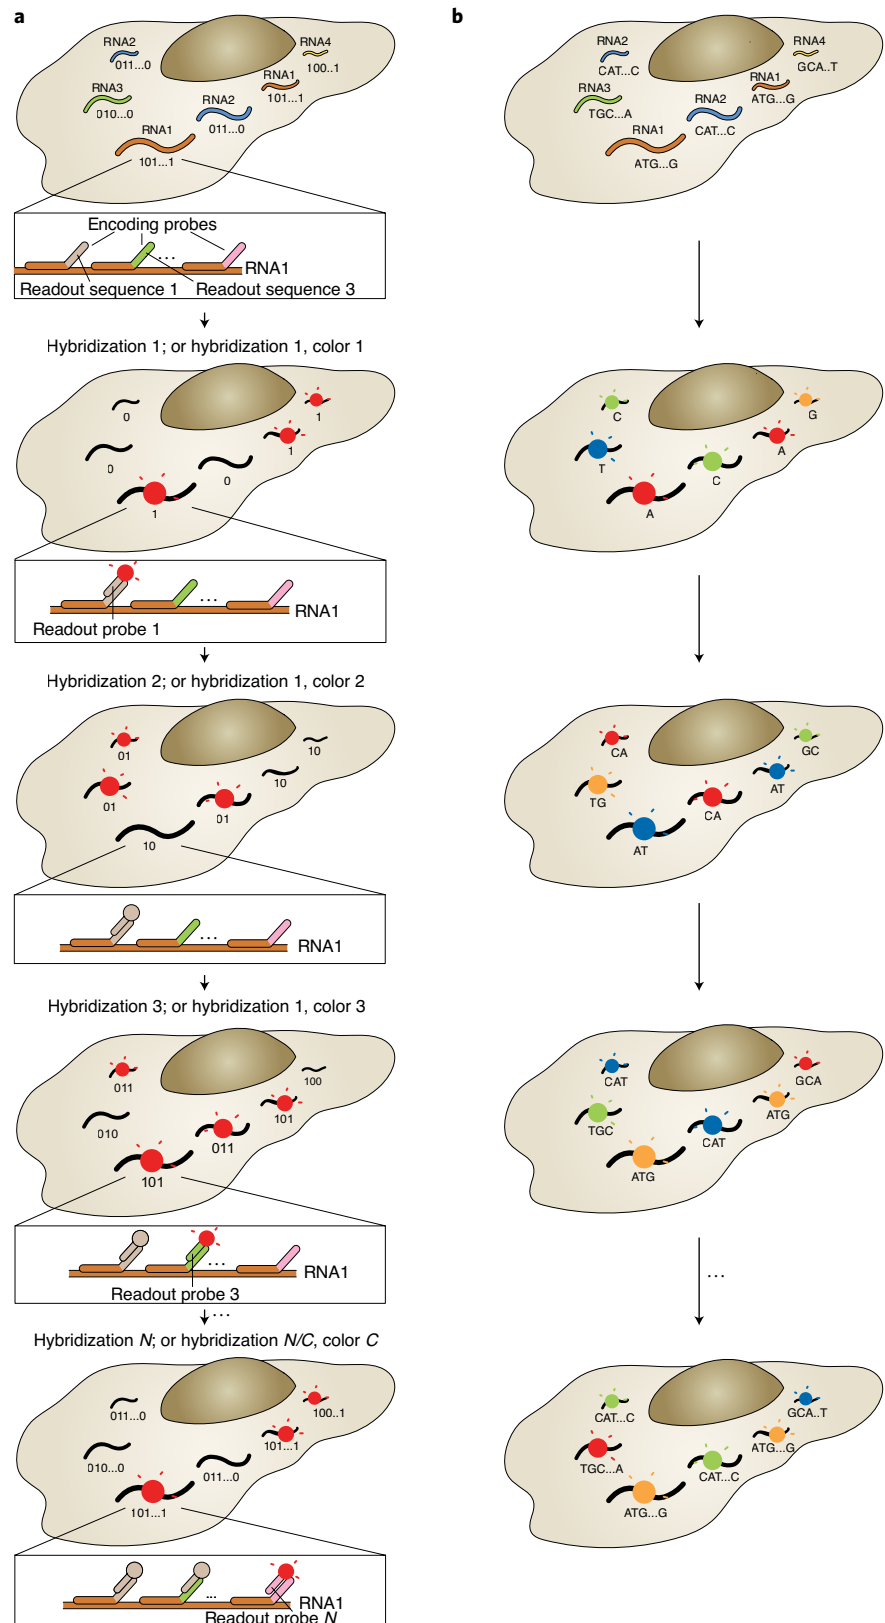 a
RNA2
011...0
RNA4
100..1
RNA3
010...0
RNA1
101...1
RNA2
011...0
RNA1
101...1
Encoding probes
...
RNA1
Readout sequence 1
Readout sequence 3
Hybridization 1; or hybridization 1, color 1
0
1
0
1
0
1
...
RNA1
Readout probe 1
Hybridization 2; or hybridization 1, color 2
01
10
01
10
01
10
...
RNA1
Hybridization 3; or hybridization 1, color 3
011
100
010
101
011
101
...
RNA1
Readout probe 3
...
Hybridization N; or hybridization N/C, color C
011...0
100..1
010...0
101...1
011...0
101...1
...
RNA1
Readout probe N
b
RNA2
CAT...C
RNA4
GCA..T
RNA3
TGC...A
RNA1
ATG...G
RNA2
CAT...C
RNA1
ATG...G
C
G
T
A
C
A
CA
GC
TG
AT
CA
AT
CAT
GCA
TGC
ATG
CAT
ATG
...
CAT...C
GCA..T
TGC...A
ATG...G
CAT...C
ATG...G